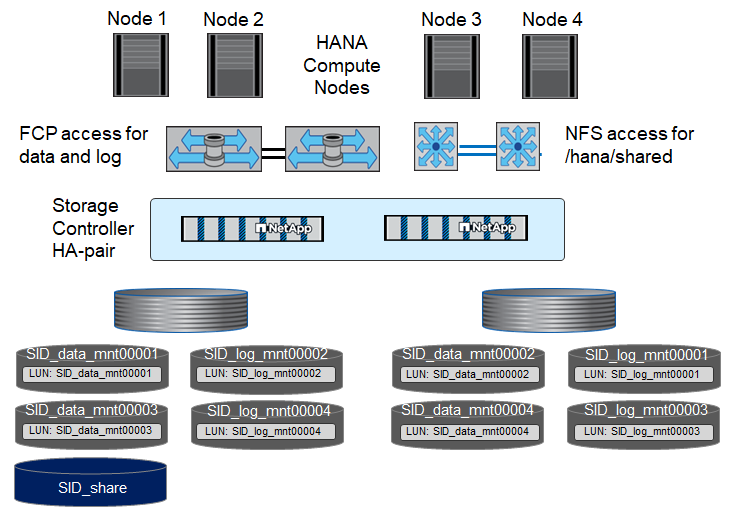 Node 1
Node 2
HANA
Compute
Nodes
Node 3
Node 4
FCP access for
data and log
NFS access for
/hana/shared
Storage
Controller
HA-pair
NetApp
NetApp
SID_data_mnt00001
LUN: SID_data_mnt00001
SID_log_mnt00002
LUN: SID_log_mnt00002
SID_data_mnt00002
LUN: SID_data_mnt00002
SID_log_mnt00001
LUN: SID_log_mnt00001
SID_data_mnt00003
LUN: SID_data_mnt00003
SID_log_mnt00004
LUN: SID_log_mnt00004
SID_data_mnt00004
LUN: SID_data_mnt00004
SID_log_mnt00003
LUN: SID_log_mnt00003
SID_share